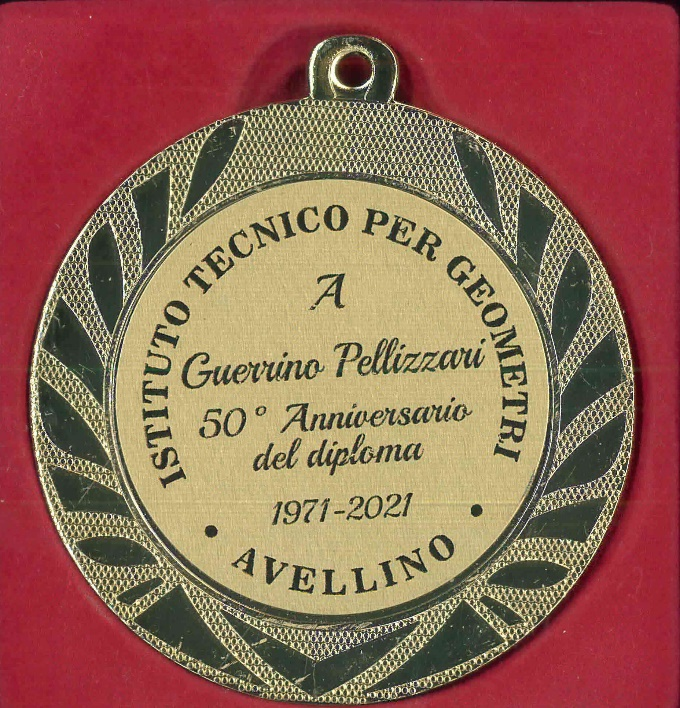 ISTITUTO TECNICO PER GEOMETRI
A
Guerrino Pellizzari
50° Anniversario
del diploma
1971-2021
• AVELLINO •